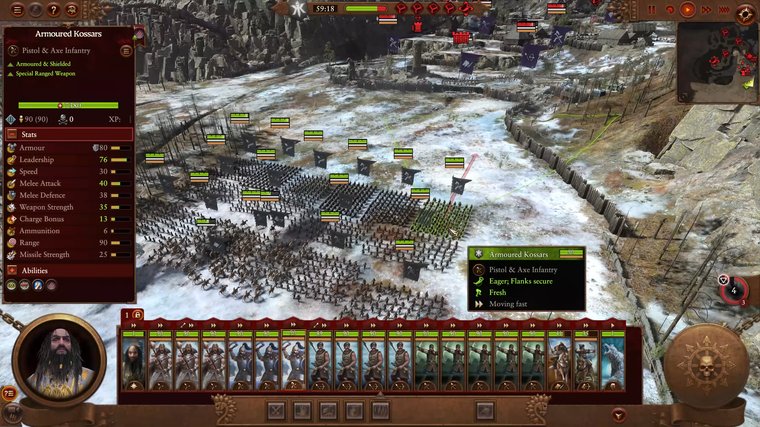 59:18
Armoured Kossars
Pistol & Axe Infantry
Armoured & Shielded
Special Ranged Weapon
90 (90)
0
XP:
Stats
Armour 80
Leadership 76
Speed 30
Melee Attack 40
Melee Defence 38
Weapon Strength 35
Charge Bonus 13
Ammunition 6
Range 90
Missile Strength 25
Abilities
Armoured Kossars
Pistol & Axe Infantry
Eager; Flanks secure
Fresh
Moving fast
4
3
1